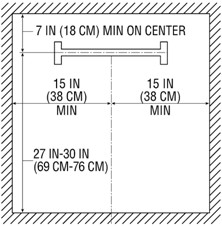 7 IN (18 CM) MIN ON CENTER
15 IN
(38 CM)
MIN
15 IN
(38 CM)
MIN
27 IN-30 IN
(69 CM-76 CM)